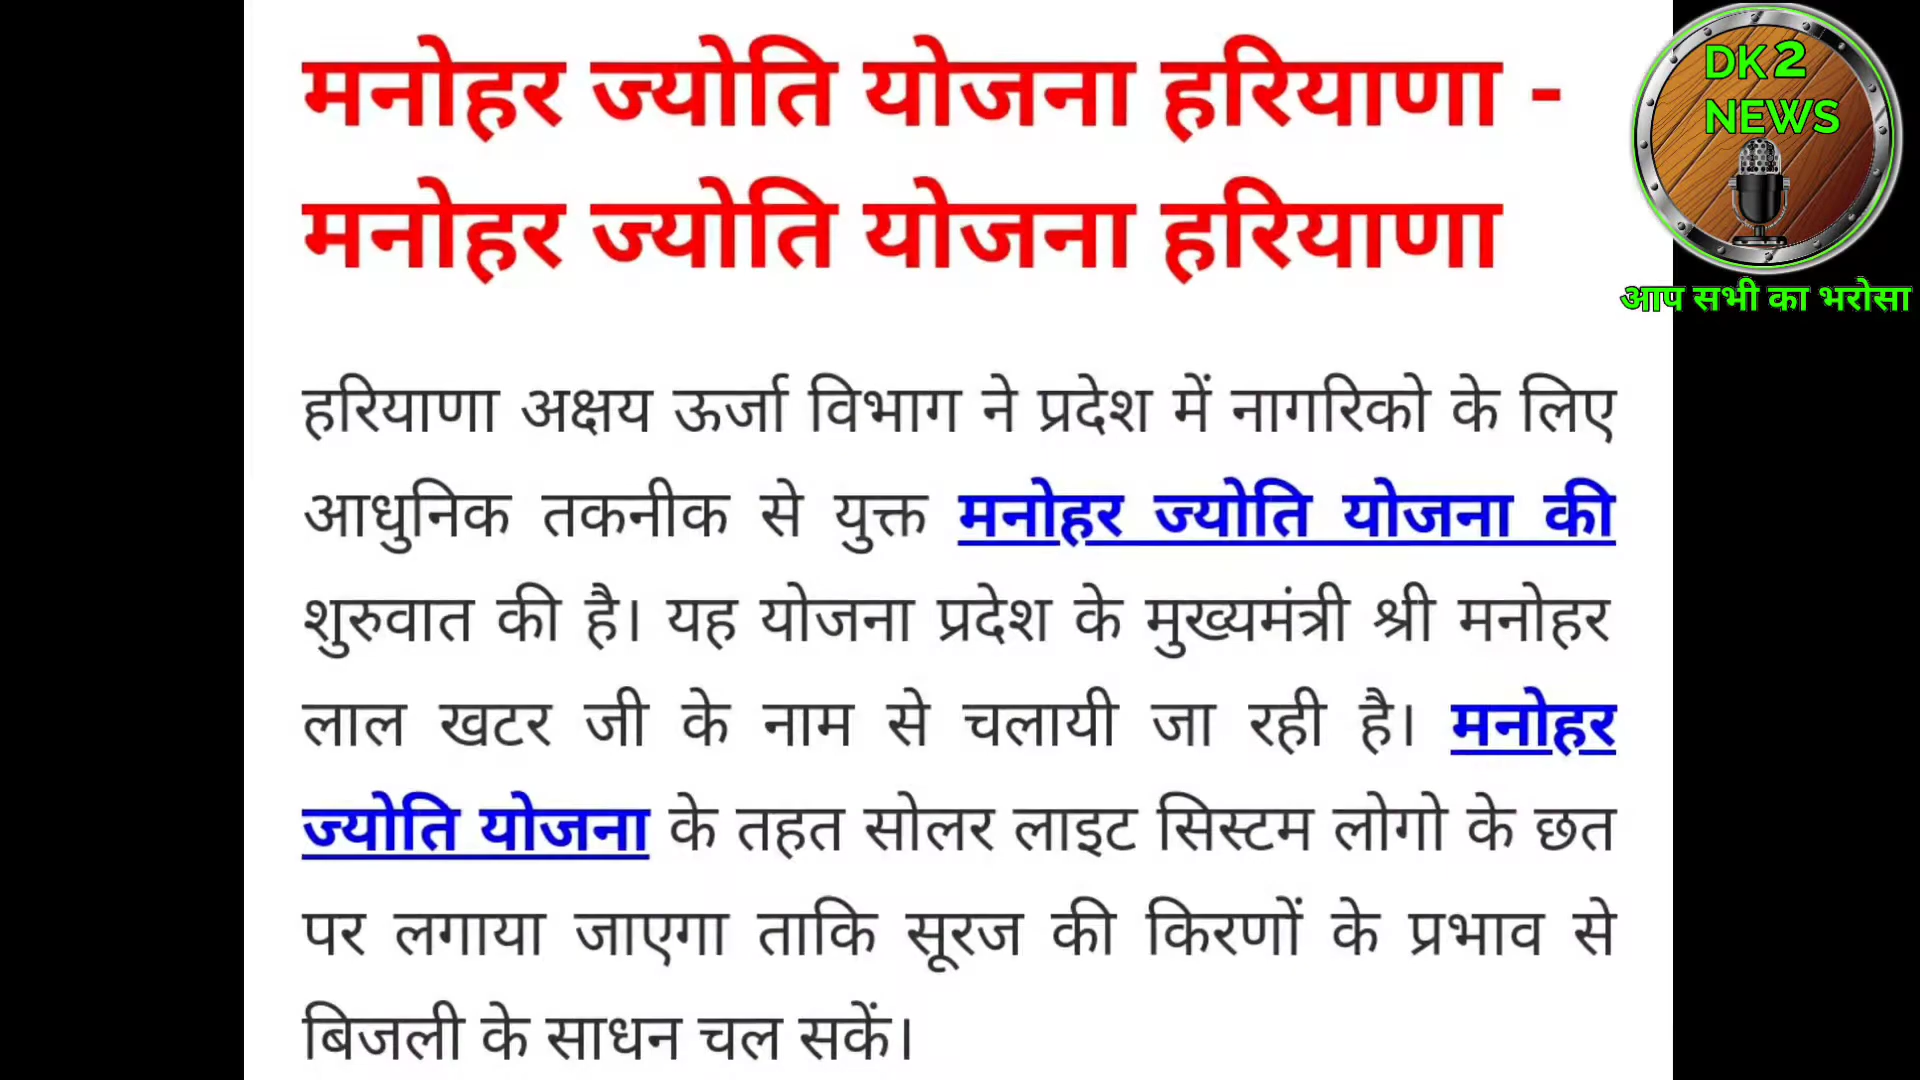 मनोहर ज्योति योजना हरियाणा -
मनोहर ज्योति योजना हरियाणा
DK2
NEWS
आप सभी का भरोसा
हरियाणा अक्षय ऊर्जा विभाग ने प्रदेश में नागरिको के लिए
आधुनिक तकनीक से युक्त मनोहर ज्योति योजना की
शुरुवात की है। यह योजना प्रदेश के मुख्यमंत्री श्री मनोहर
लाल खटर जी के नाम से चलायी जा रही है। मनोहर
ज्योति योजना के तहत सोलर लाइट सिस्टम लोगो के छत
पर लगाया जाएगा ताकि सूरज की किरणों के प्रभाव से
बिजली के साधन चल सकें।